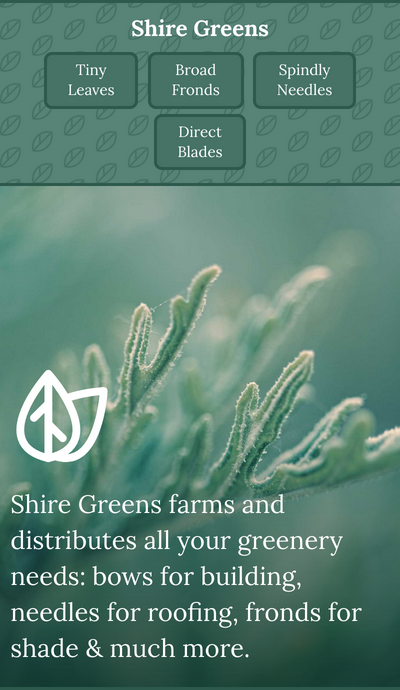 Shire Greens
Tiny
Leaves
Broad
Fronds
Spindly
Needles
Direct
Blades
Shire Greens farms and
distributes all your greenery
needs: bows for building,
needles for roofing, fronds for
shade & much more.